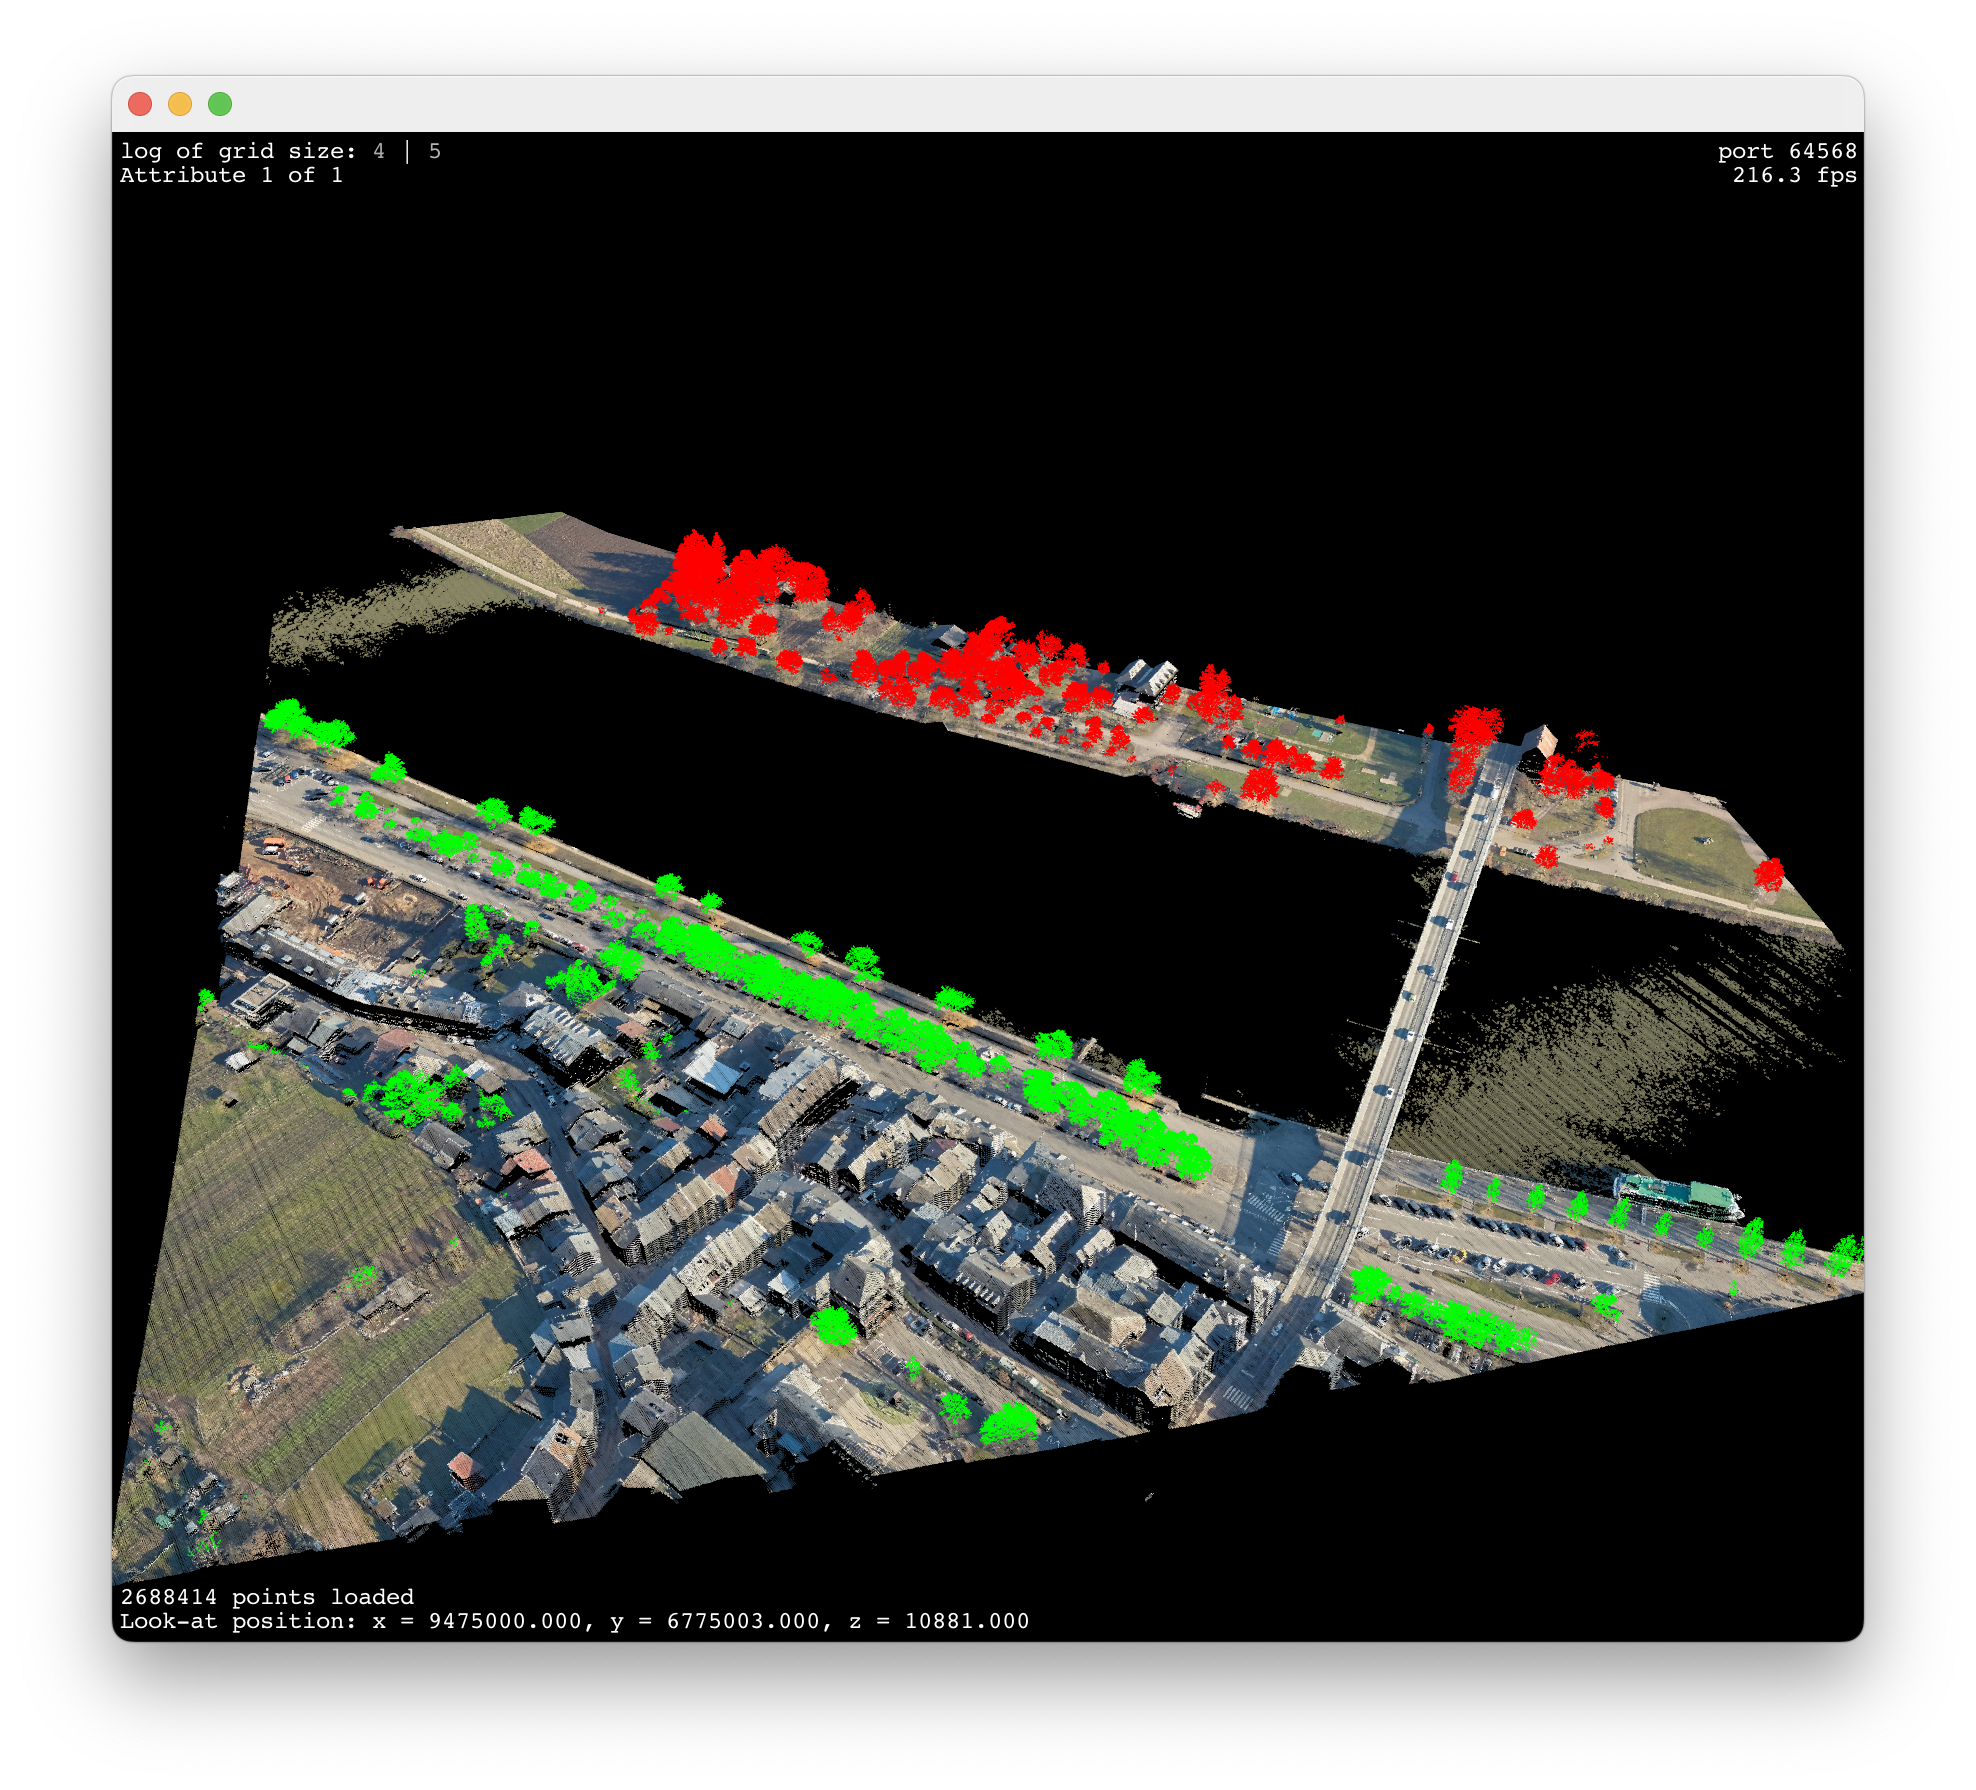 log of grid size: 4 | 5
port 64568
Attribute 1 of 1
216.3 fps
2688414 points loaded
Look-at position: x = 9475000.000, y = 6775003.000, z = 10881.000